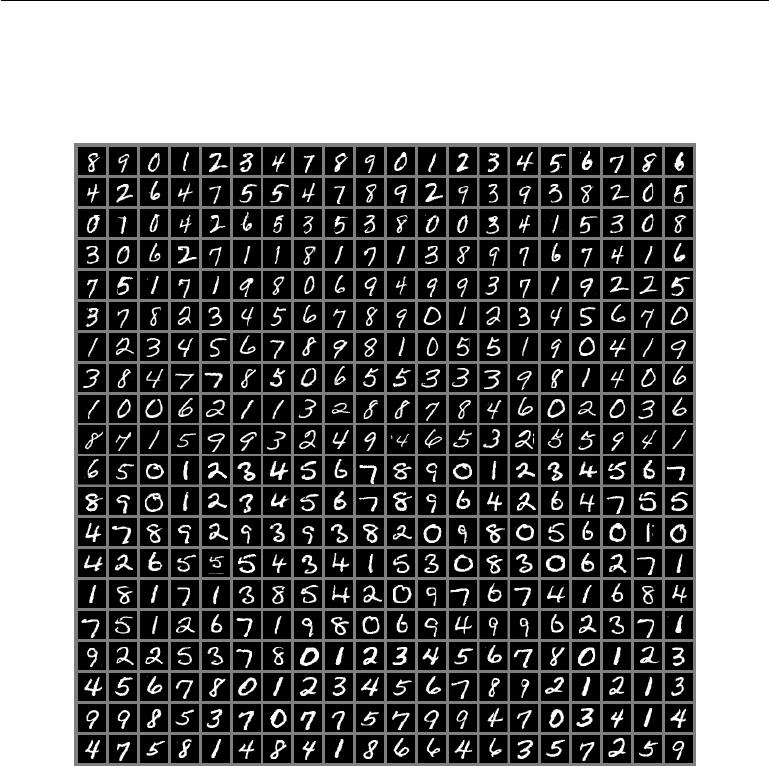 8 9 0 1 2 3 4 7 8 9 0 1 2 3 4 5 6 7 8 6
4 2 6 4 7 5 5 4 7 8 9 2 9 3 9 3 8 2 0 5
0 1 0 4 2 6 5 3 5 3 8 0 0 3 4 1 5 3 0 8
3 0 6 2 7 1 1 8 1 7 1 3 8 9 7 6 7 4 1 6
7 5 1 7 1 9 8 0 6 9 4 9 9 3 7 1 9 2 2 5
3 7 8 2 3 4 5 6 7 8 9 0 1 2 3 4 5 6 7 0
1 2 3 4 5 6 7 8 9 8 1 0 5 5 1 9 0 4 1 9
3 8 4 7 7 8 5 0 6 5 5 3 3 3 9 8 1 4 0 6
1 0 0 6 2 1 1 3 2 8 8 7 8 4 6 0 2 0 3 6
8 7 1 5 9 9 3 2 4 9 4 6 5 3 2 5 5 9 4 1
6 5 0 1 2 3 4 5 6 7 8 9 0 1 2 3 4 5 6 7
8 9 0 1 2 3 4 5 6 7 8 9 6 4 2 6 4 7 5 5
4 7 8 9 2 9 3 9 3 8 2 0 9 8 0 5 6 0 1 0
4 2 6 5 5 5 4 3 4 1 5 3 0 8 3 0 6 2 7 1
1 8 1 7 1 3 8 5 4 2 0 9 7 6 7 4 1 6 8 4
7 5 1 2 6 7 1 9 8 0 6 9 4 9 9 6 2 3 7 1
9 2 2 5 3 7 8 0 1 2 3 4 5 6 7 8 0 1 2 3
4 5 6 7 8 0 1 2 3 4 5 6 7 8 9 2 1 2 1 3
9 9 8 5 3 7 0 7 7 5 7 9 9 4 7 0 3 4 1 4
4 7 5 8 1 4 8 4 1 8 6 6 4 6 3 5 7 2 5 9